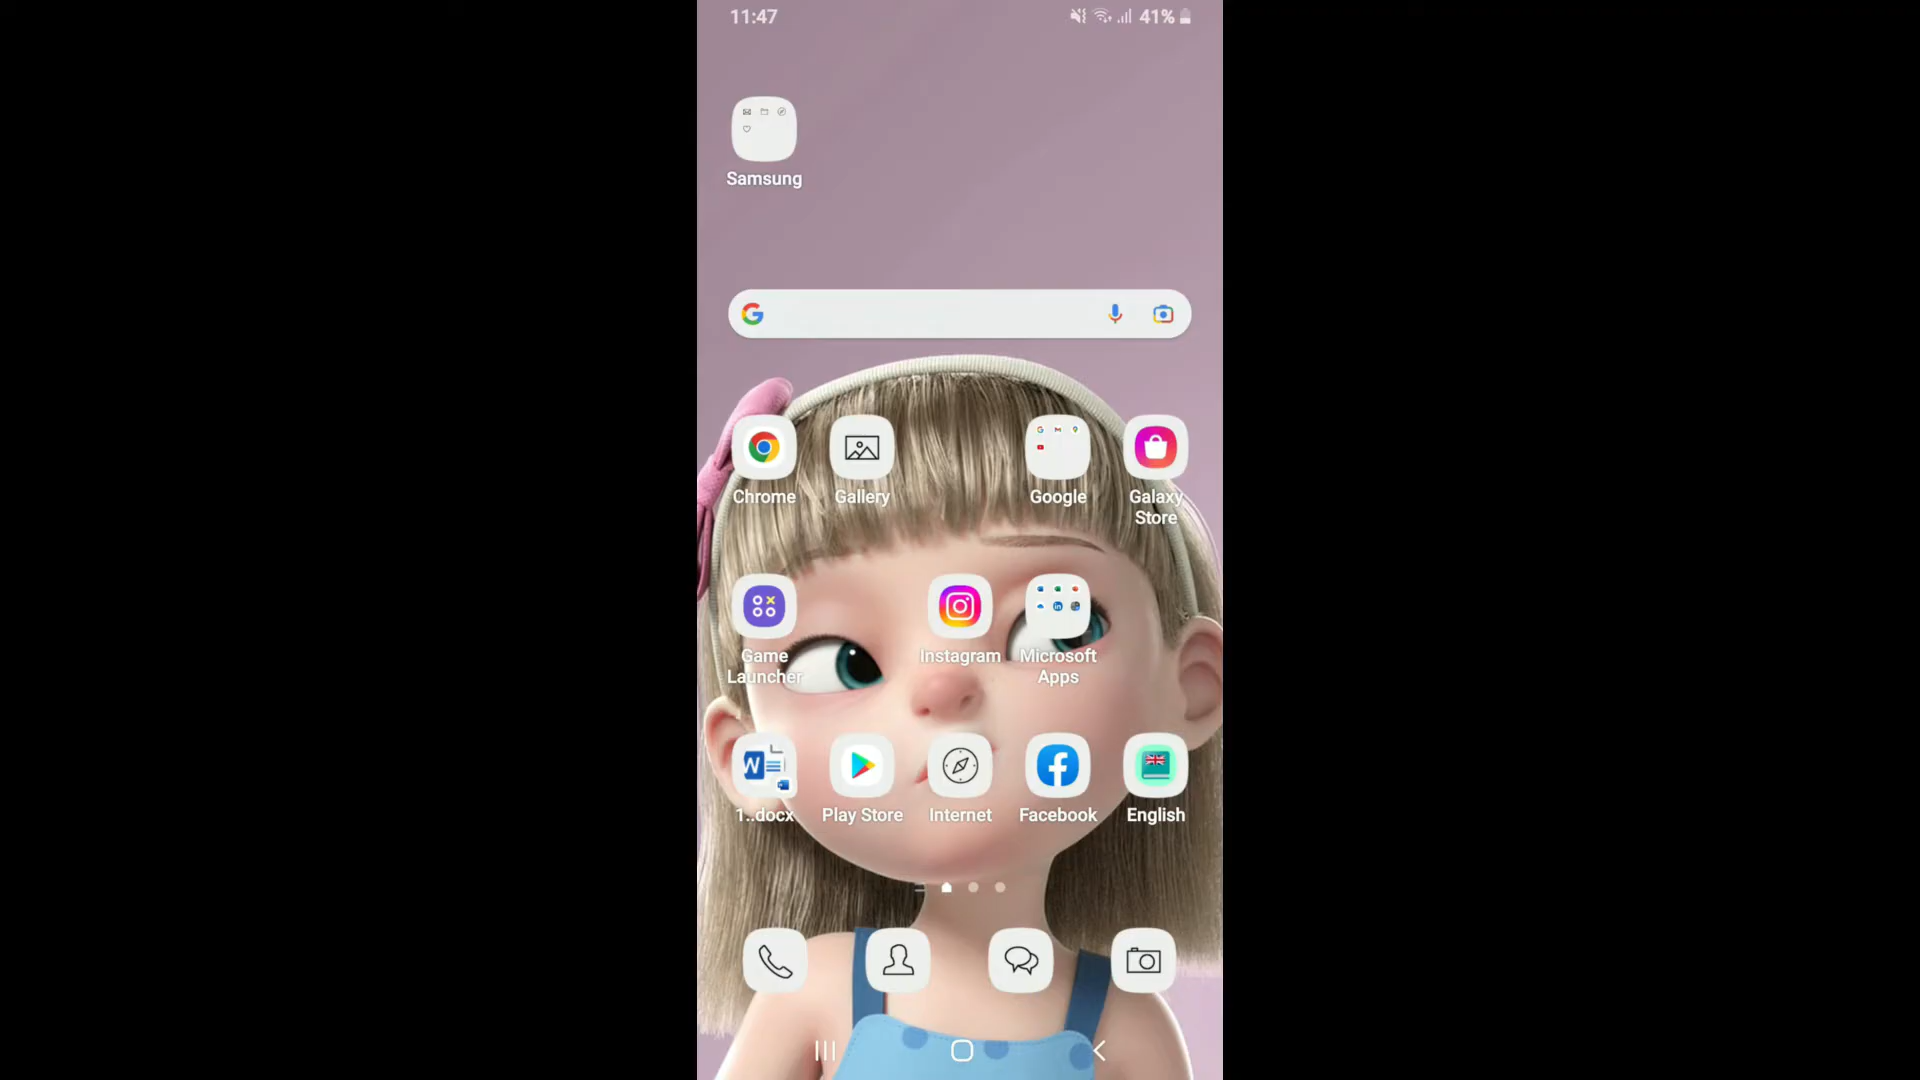 11:47
41%
Samsung
Chrome
Gallery
Google
Galaxy
Store
Game
Launcher
Instagram
Microsoft
Apps
1..docx
Play Store
Internet
Facebook
English